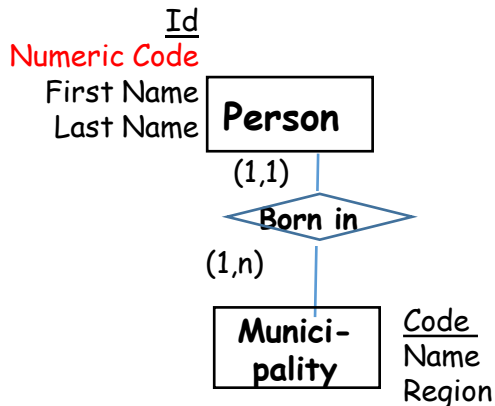 Id
Numeric Code
First Name
Last Name
Person
(1,1)
Born in
(1,n)
Munici-
pality
Code
Name
Region